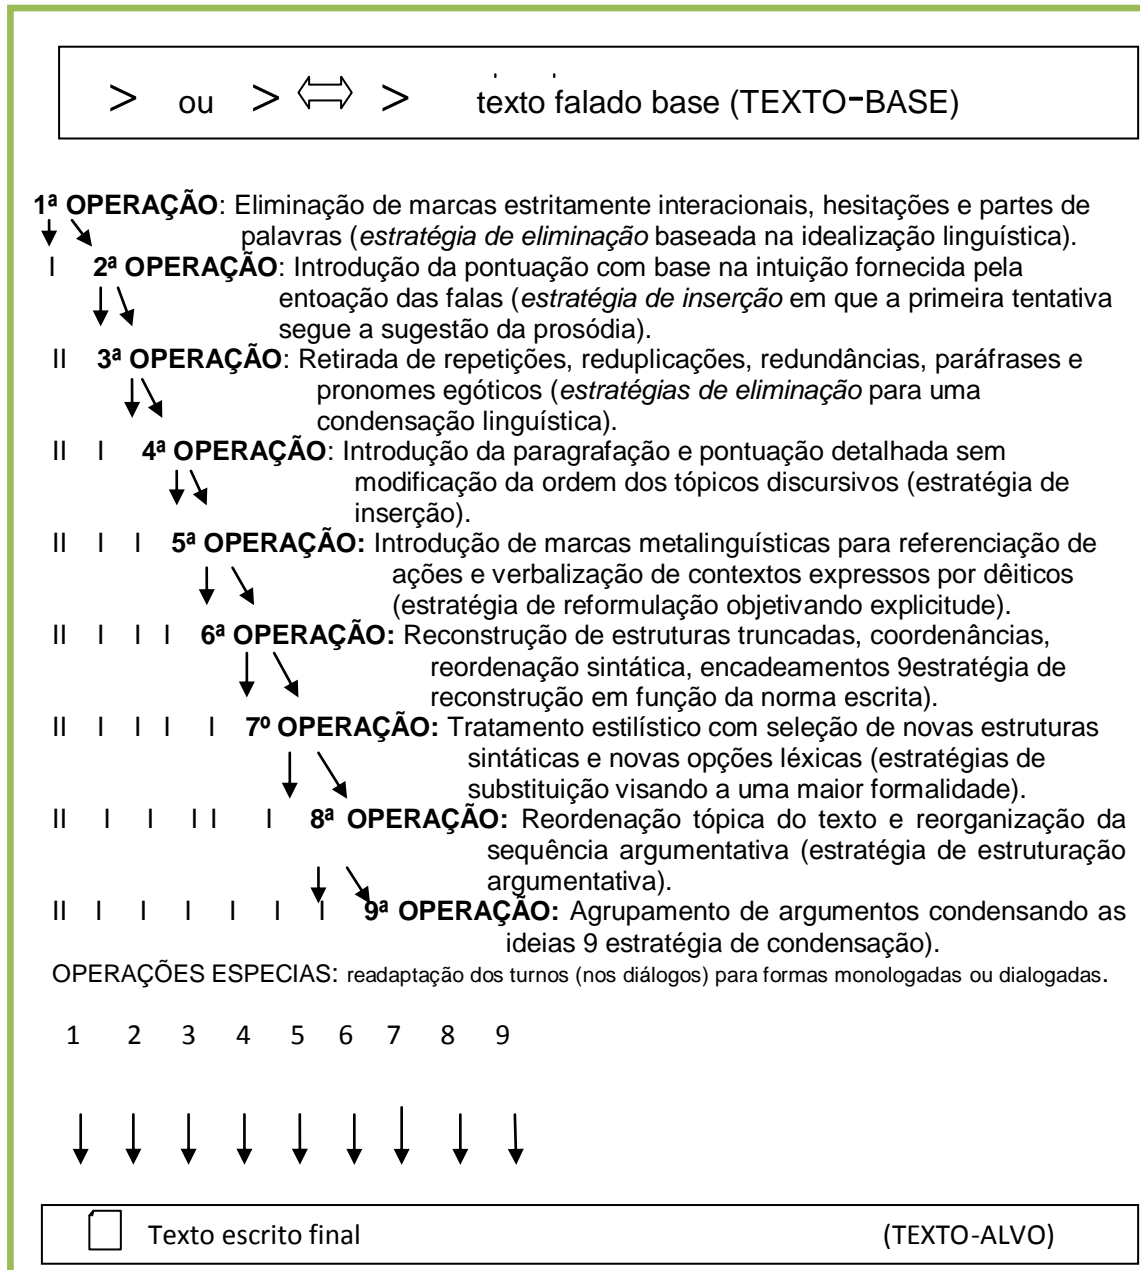 > ou > ⇔ > texto falado base (TEXTO-BASE)
1ª OPERAÇÃO: Eliminação de marcas estritamente interacionais, hesitações e partes de
palavras (estratégia de eliminação baseada na idealização linguística).
I 2ª OPERAÇÃO: Introdução da pontuação com base na intuição fornecida pela
entoação das falas (estratégia de inserção em que a primeira tentativa
segue a sugestão da prosódia).
II 3ª OPERAÇÃO: Retirada de repetições, reduplicações, redundâncias, paráfrases e
pronomes egóticos (estratégias de eliminação para uma
condensação linguística).
II I 4ª OPERAÇÃO: Introdução da paragrafação e pontuação detalhada sem
modificação da ordem dos tópicos discursivos (estratégia de
inserção).
II I I 5ª OPERAÇÃO: Introdução de marcas metalinguísticas para referenciação de
ações e verbalização de contextos expressos por dêiticos
(estratégia de reformulação objetivando explicitude).
II I I I 6ª OPERAÇÃO: Reconstrução de estruturas truncadas, coordenâncias,
reordenação sintática, encadeamentos 9estratégia de
reconstrução em função da norma escrita).
II I I I I 7º OPERAÇÃO: Tratamento estilístico com seleção de novas estruturas
sintáticas e novas opções léxicas (estratégias de
substituição visando a uma maior formalidade).
II I I I I I 8ª OPERAÇÃO: Reordenação tópica do texto e reorganização da
sequência argumentativa (estratégia de estruturação
argumentativa).
II I I I I I I 9ª OPERAÇÃO: Agrupamento de argumentos condensando as
ideias 9 estratégia de condensação).
OPERAÇÕES ESPECIAS: readaptação dos turnos (nos diálogos) para formas monologadas ou dialogadas.
1 2 3 4 5 6 7 8 9
Texto escrito final (TEXTO-ALVO)